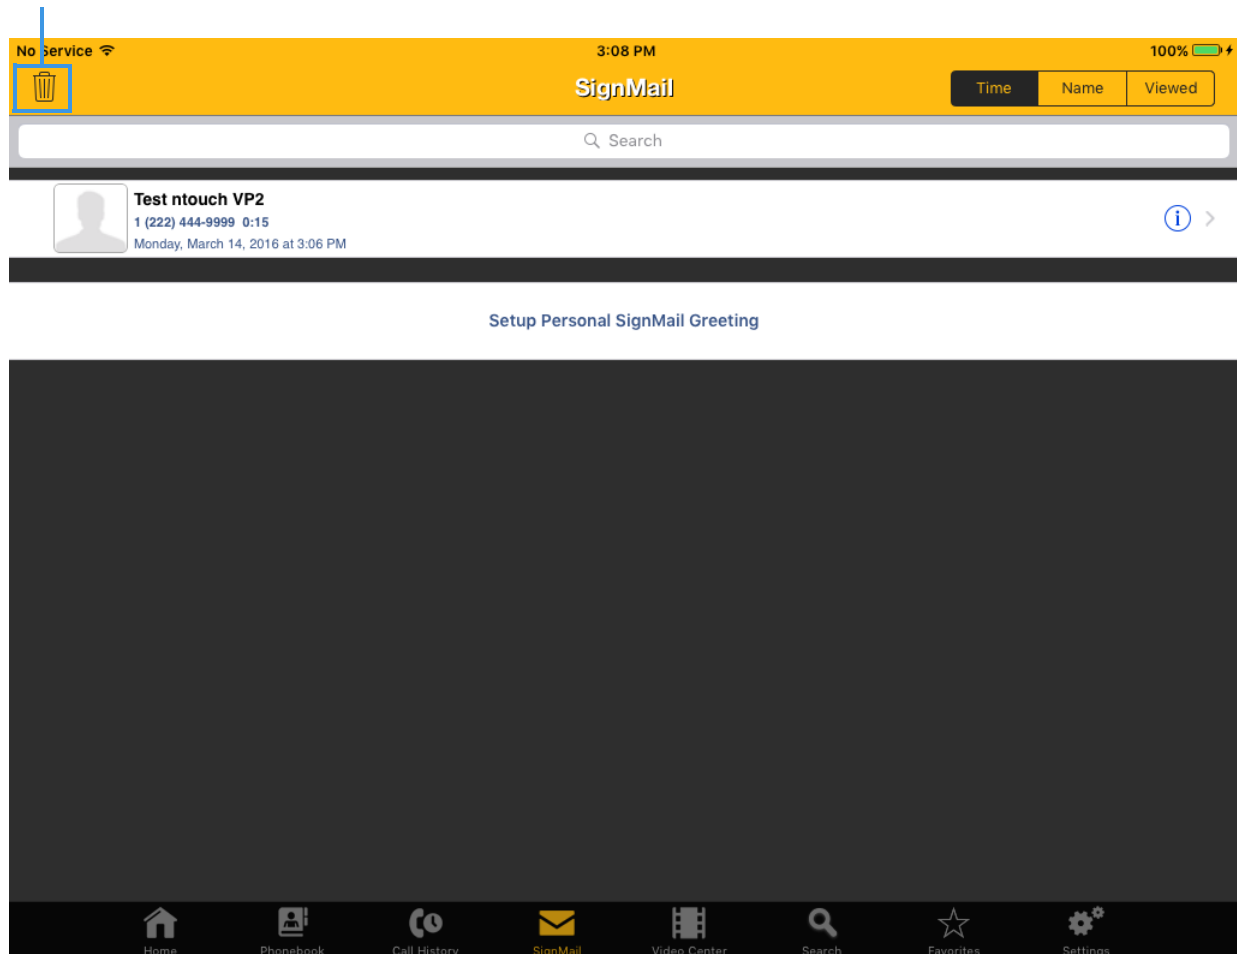 No Service 3:08 PM 100%
SignMail Time Name Viewed
Search
Test ntouch VP2
1 (222) 444-9999 0:15
Monday, March 14, 2016 at 3:06 PM
Setup Personal SignMail Greeting
Home Phonebook Call History SignMail Video Center Search Favorites Settings